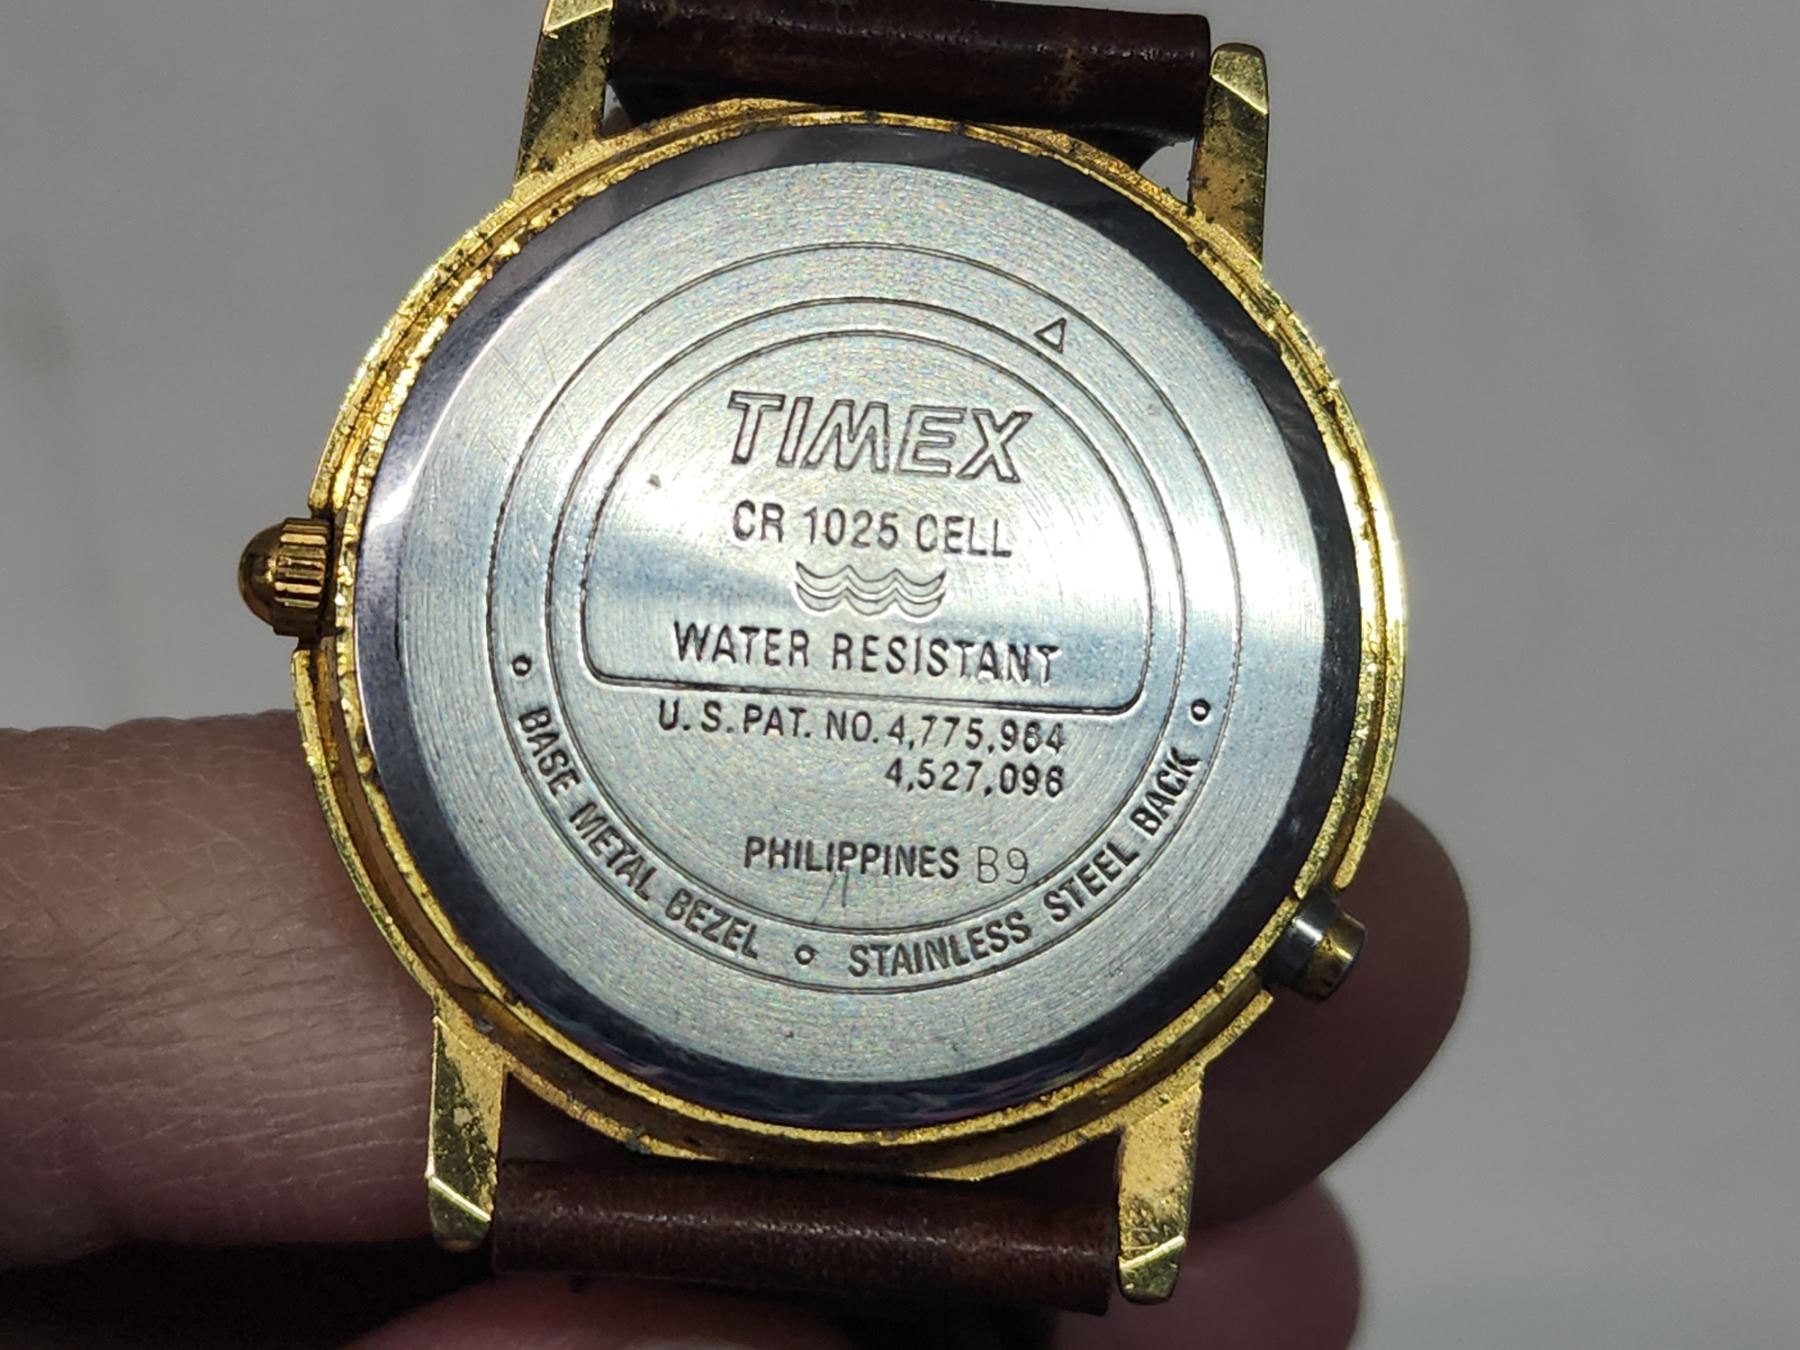 TIMEX
CR 1025 CELL
WATER RESISTANT
U.S. PAT. NO. 4,775,964
4,527,096
PHILIPPINES B9
BASE METAL BEZEL
STAINLESS STEEL BACK